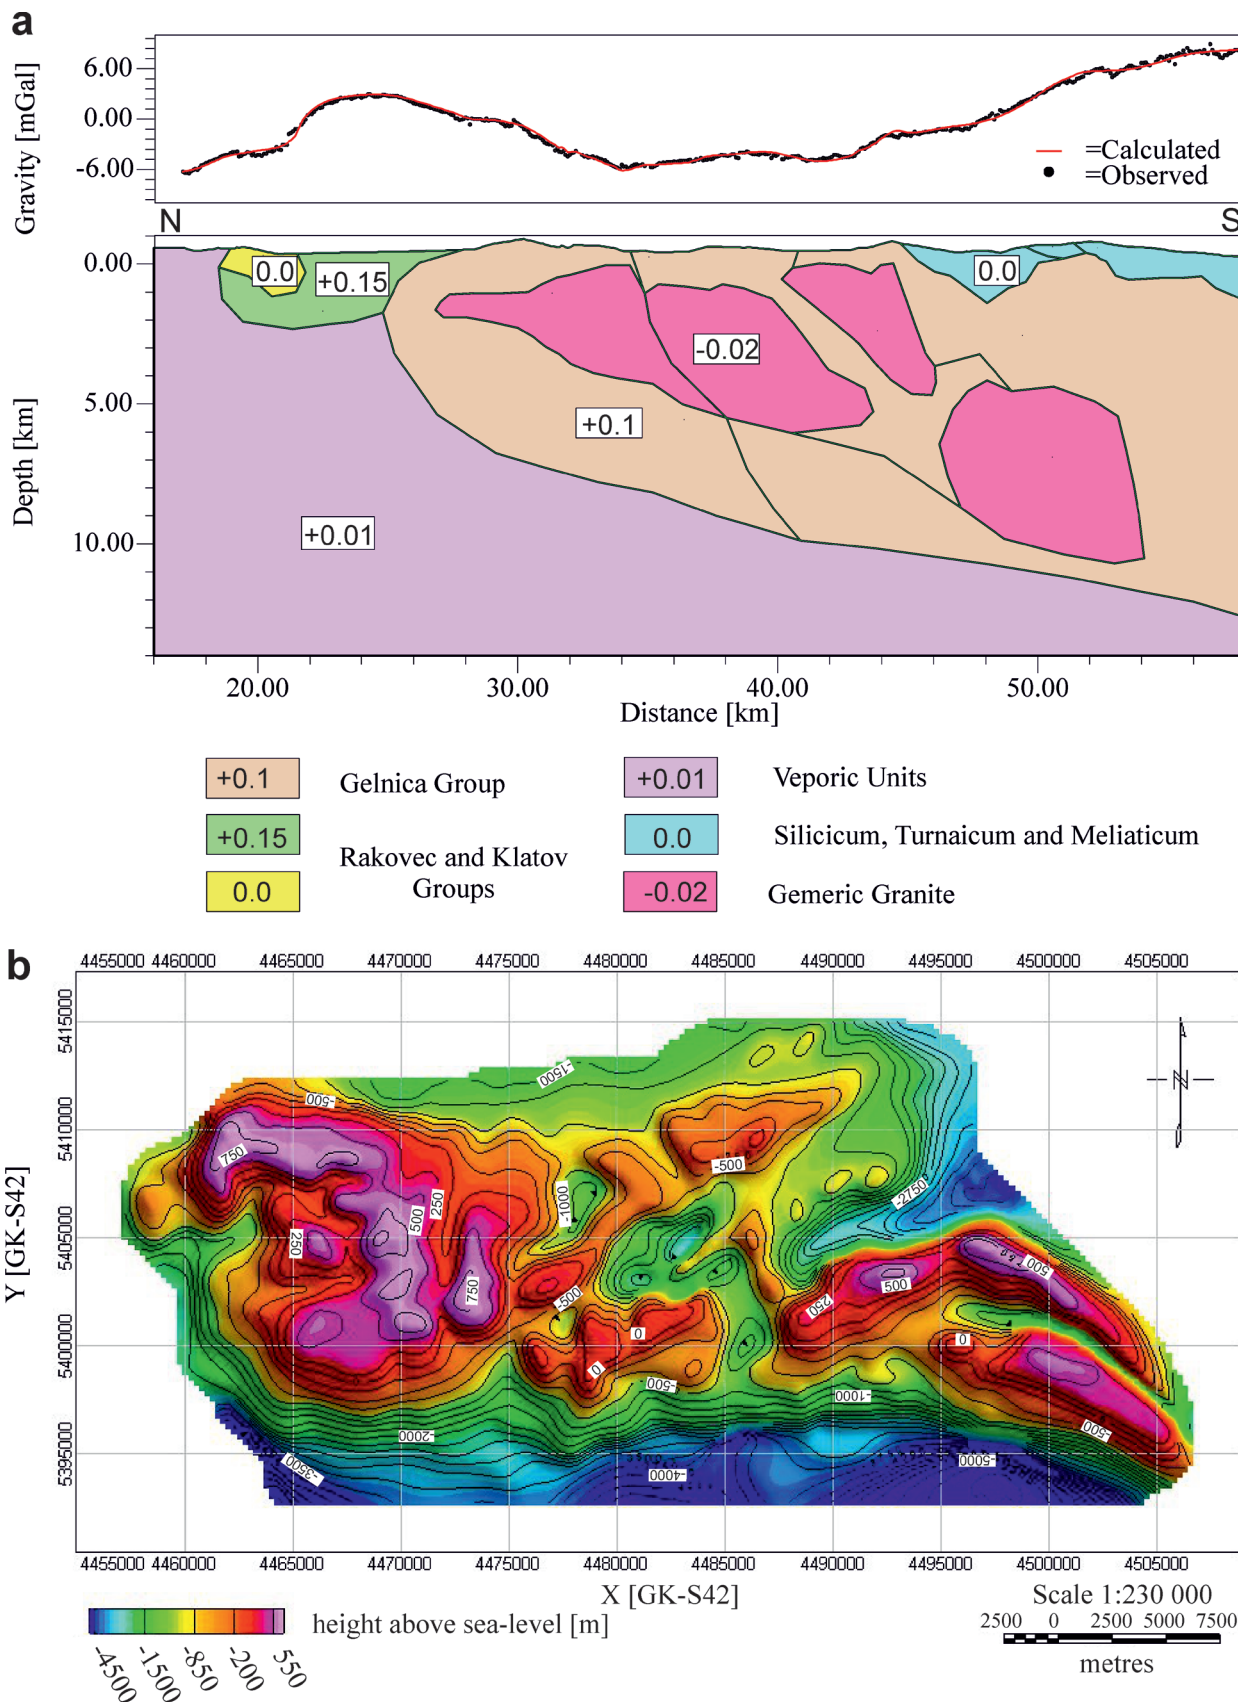 a
Gravity [mGal]
6.00
0.00
-6.00
=Calculated
=Observed
N
S
Depth [km]
0.00
5.00
10.00
0.0
+0.15
0.0
-0.02
+0.1
+0.01
20.00 30.00 40.00 50.00
Distance [km]
+0.1 Gelnica Group
+0.15 Rakovec and Klatov
Groups
0.0
+0.01 Veporic Units
0.0 Silicicum, Turnaicum and Meliaticum
-0.02 Gemeric Granite
b
4455000 4460000 4465000 4470000 4475000 4480000 4485000 4490000 4495000 4500000 4505000
Y [GK-S42]
5415000
5410000
5405000
5400000
5395000
N
-1500
-500
750
-500
250
-1000
-2750
500
250
500
750
-500
250
500
0
0
0
-500
-1000
-500
-2000
-3500
-4000
-5000
4455000 4460000 4465000 4470000 4475000 4480000 4485000 4490000 4495000 4500000 4505000
X [GK-S42]
height above sea-level [m]
-4500 -1500 -850 -200 550
Scale 1:230 000
2500 0 2500 5000 7500
metres